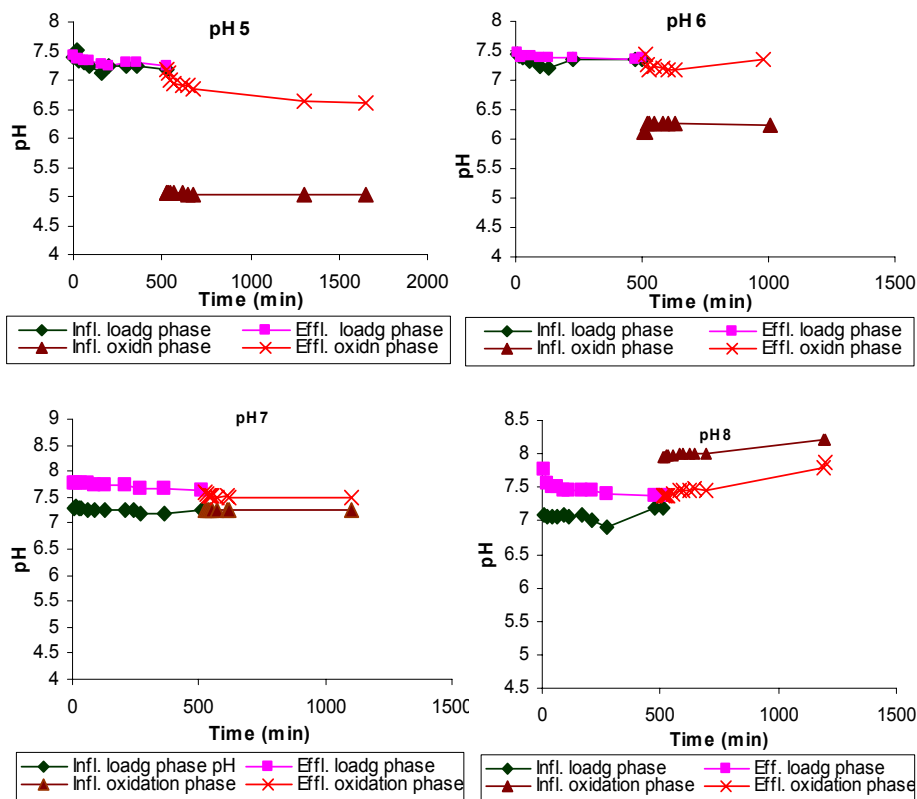 pH 5
8
7.5
7
6.5
6
5.5
5
4.5
4
pH
0
500
1000
1500
2000
Time (min)
Infl. loadg phase
Effl. loadg phase
Infl. oxidn phase
Effl. oxidn phase
pH 6
8
7.5
7
6.5
6
5.5
5
4.5
4
pH
0
500
1000
1500
Time (min)
Infl. loadg phase
Effl. loadg phase
Infl. oxidn phase
Effl. oxidn phase
pH 7
9
8.5
8
7.5
7
6.5
6
5.5
5
4.5
4
pH
0
500
1000
1500
Time (min)
Infl. loadg phase pH
Effl. loadg phase
Infl. oxidation phase
Effl. oxidation phase
pH 8
8.5
8
7.5
7
6.5
6
5.5
5
4.5
pH
0
500
1000
1500
Time (min)
Infl. loadg phase
Eff. loadg phase
Infl. oxidation phase
Effl. oxidation phase